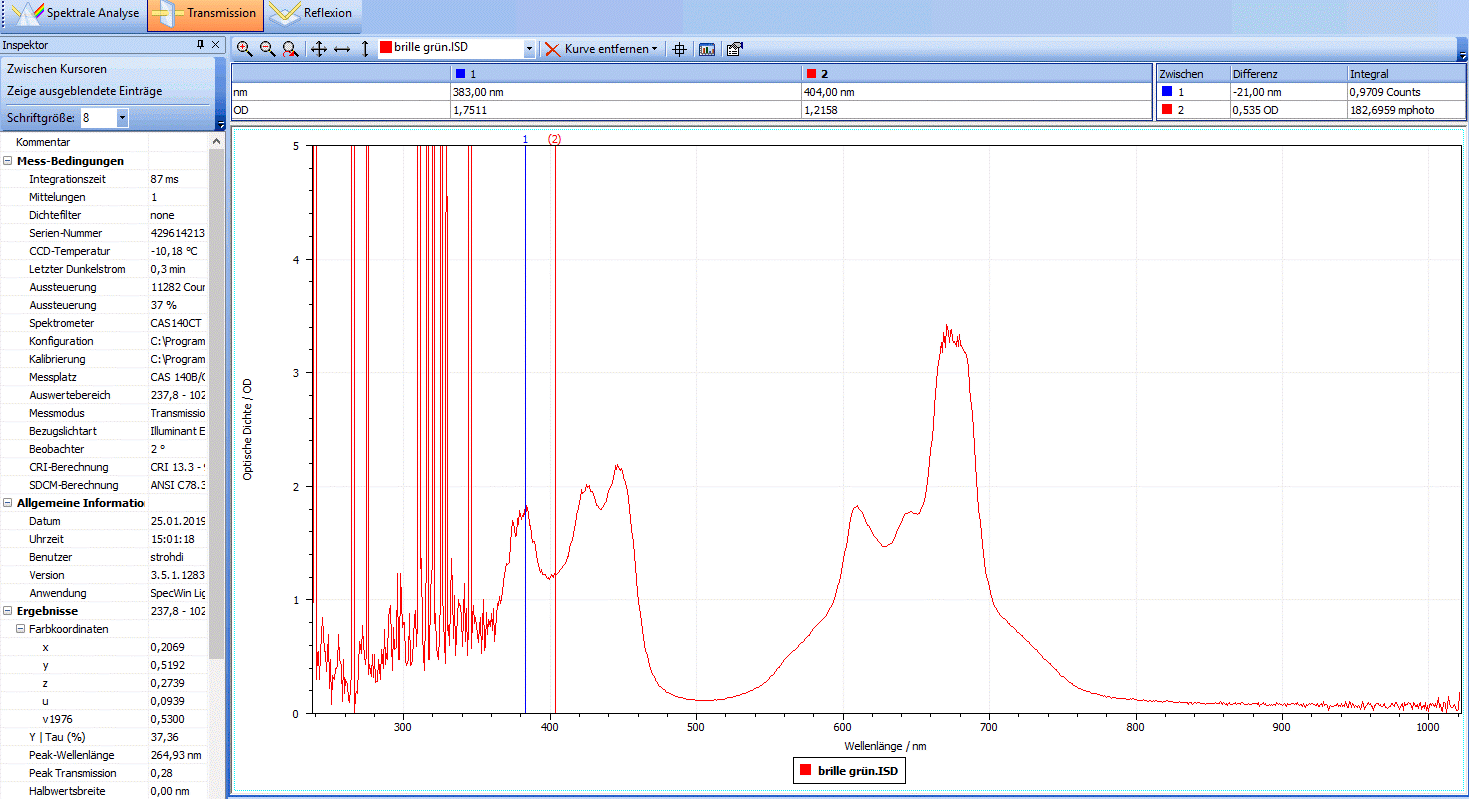 Spektrale Analyse Transmission Reflexion
Inspektor
brille grün.ISD Kurve entfernen
Zwischen Kursoren
Zeige ausgeblendete Einträge
Schriftgröße: 8
1 2
nm 383,00 nm 404,00 nm
OD 1,7511 1,2158
Zwischen Differenz Integral
1 -21,00 nm 0,9709 Counts
2 0,535 OD 182,6959 mphoto
Kommentar
Mess-Bedingungen
Integrationszeit 87 ms
Mittelungen 1
Dichtefilter none
Serien-Nummer 429614213
CCD-Temperatur -10,18 °C
Letzter Dunkelstrom 0,3 min
Aussteuerung 11282 Cour
Aussteuerung 37 %
Spektrometer CAS140CT
Konfiguration C:\Program
Kalibrierung C:\Program
Messplatz CAS 140B/C
Auswertebereich 237,8 - 102
Messmodus Transmissio
Bezugslichtart Illuminant E
Beobachter 2 °
CRI-Berechnung CRI 13.3 -
SDCM-Berechnung ANSI C78.3
Allgemeine Informatio
Datum 25.01.2019
Uhrzeit 15:01:18
Benutzer strohdi
Version 3.5.1.1283
Anwendung SpecWin Lig
Ergebnisse 237,8 - 102
Farbkoordinaten
x 0,2069
y 0,5192
z 0,2739
u 0,0939
v1976 0,5300
Y | Tau (%) 37,36
Peak-Wellenlänge 264,93 nm
Peak Transmission 0,28
Halbwertsbreite 0,00 nm
1 (2)
5
4
3
2
1
0
Optische Dichte / OD
300 400 500 600 700 800 900 1000
Wellenlänge / nm
brille grün.ISD